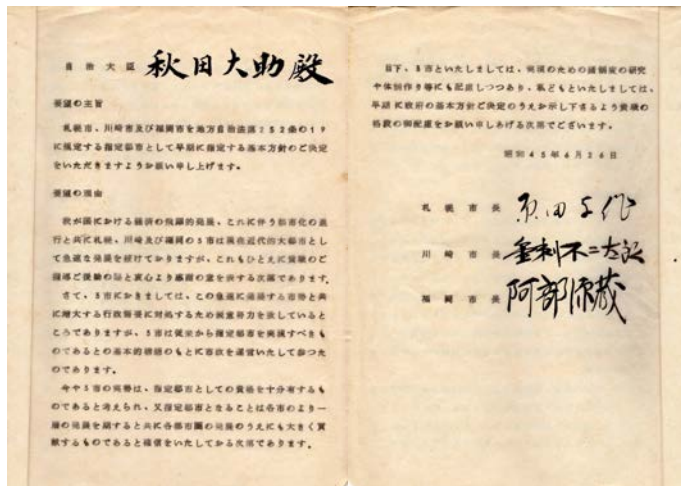 自治大臣 秋田大助殿
要望の主旨
札幌市、川崎市及び福岡市を地方自治法第252条の19
に規定する指定都市として早期に指定する基本方針のご決定
をいただきますようお願い申し上げます。
要望の理由
我が国における経済の飛躍的発展、これに伴う都市化の進
行と共に札幌、川崎及び福岡の3市は現在近代的大都市とし
て急速な発展を続けておりますが、これもひとえに貴職のご
指導ご援助の賜と衷心より感謝の意を表する次第であります。
さて、3市におきましては、この急速に発展する市勢と共
に増大する行政需要に対処するため鋭意努力を致していると
ころでありますが、3市は従来から指定都市を実現すべきも
のであるとの基本的構想のもとに市政を運営いたして参つた
のであります。
今や3市の実勢は、指定都市としての資格を十分有するも
のであると考えられ、又指定都市となることは各市のより一
層の発展を期すると共に各都市圏の発展のうえにも大きく貢
献するものであると確信をいたしておる次第であります。
目下、3市といたしましては、実現のための諸制度の研究
や体制作り等にも配慮しつつあり、私どもといたしましては、
早期に政府の基本方針ご決定のうえお示し下さるよう貴職の
格段の御配慮をお願い申しあげる次第でございます。
昭和45年6月26日
札幌市長
川崎市長 金刺不二太郎
福岡市長 阿部源蔵